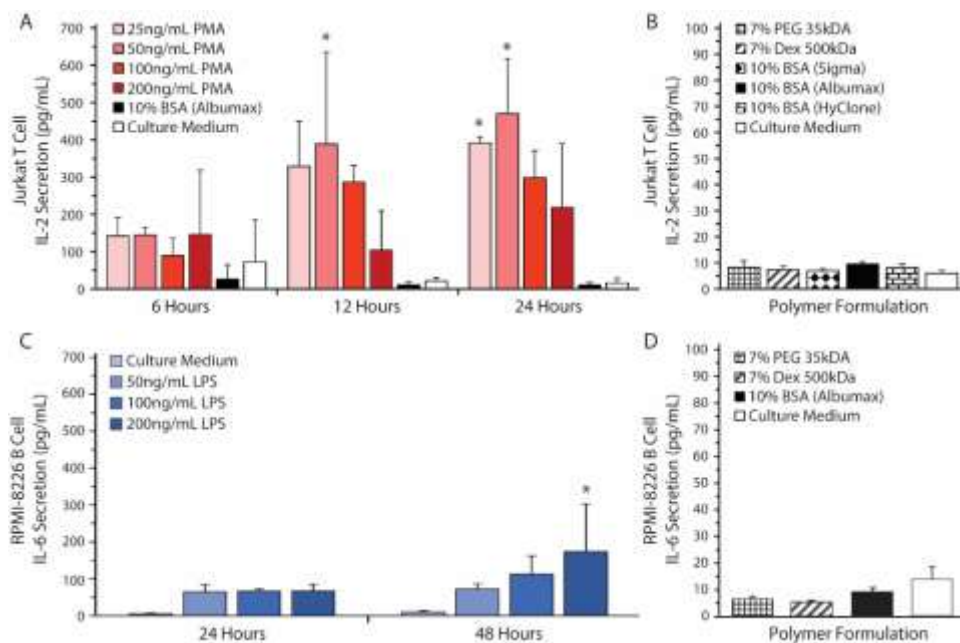 A
Jurkat T Cell
IL-2 Secretion (pg/mL)
700
600
500
400
300
200
100
0
25ng/mL PMA
50ng/mL PMA
100ng/mL PMA
200ng/mL PMA
10% BSA (Albumax)
Culture Medium
*
*
*
6 Hours
12 Hours
24 Hours
B
Jurkat T Cell
IL-2 Secretion (pg/mL)
100
90
80
70
60
50
40
30
20
10
0
7% PEG 35kDA
7% Dex 500kDa
10% BSA (Sigma)
10% BSA (Albumax)
10% BSA (HyClone)
Culture Medium
Polymer Formulation
C
RPMI-8226 B Cell
IL-6 Secretion (pg/mL)
700
600
500
400
300
200
100
0
Culture Medium
50ng/mL LPS
100ng/mL LPS
200ng/mL LPS
*
24 Hours
48 Hours
D
RPMI-8226 B Cell
IL-6 Secretion (pg/mL)
100
90
80
70
60
50
40
30
20
10
0
7% PEG 35kDA
7% Dex 500kDa
10% BSA (Albumax)
Culture Medium
Polymer Formulation